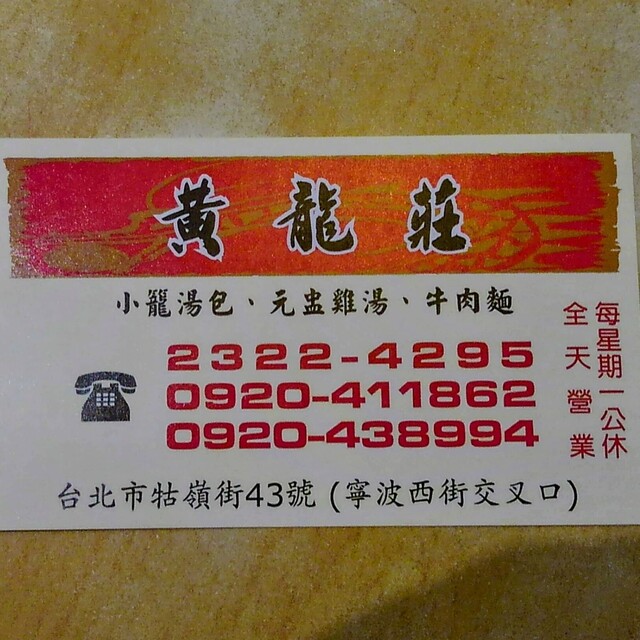 黃龍莊
小籠湯包、元盅雞湯、牛肉麵
2322-4295
0920-411862
0920-438994
每星期一公休
全天營業
台北市牯嶺街43號 (寧波西街交叉口)